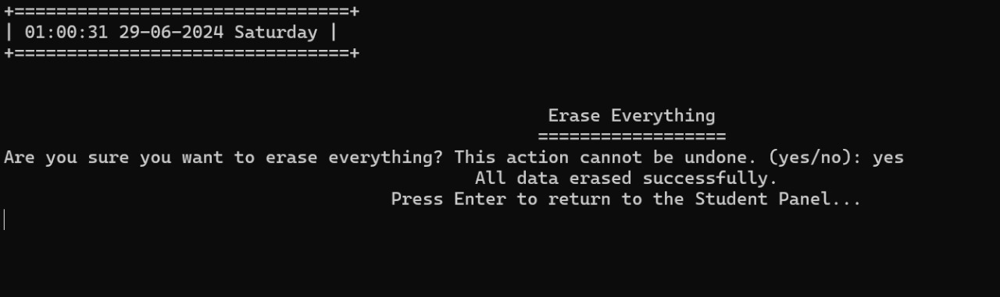 +================================+
| 01:00:31 29-06-2024 Saturday |
+================================+
Erase Everything
==================
Are you sure you want to erase everything? This action cannot be undone. (yes/no): yes
All data erased successfully.
Press Enter to return to the Student Panel...